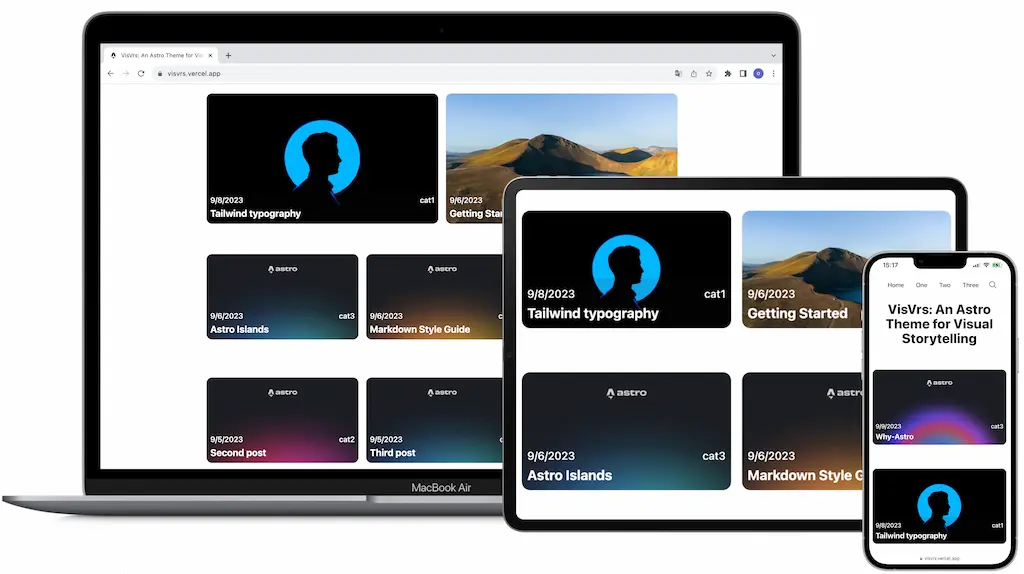 VisVrs: An Astro Theme for Vis
visvrs.vercel.app
9/8/2023
cat1
Tailwind typography
9/6/2023
Getting Star
astro
9/6/2023
cat3
Astro Islands
astro
9/6/2023
c
Markdown Style Guide
astro
9/5/2023
cat2
Second post
astro
9/5/2023
c
Third post
MacBook Air
9/8/2023
cat1
Tailwind typography
9/6/2023
Getting Started
astro
9/6/2023
cat3
Astro Islands
astro
9/6/2023
Markdown Style G
15:17
Home One Two Three
VisVrs: An Astro
Theme for Visual
Storytelling
astro
9/9/2023
cat3
Why-Astro
9/8/2023
cat1
Tailwind typography
visvrs.vercel.app